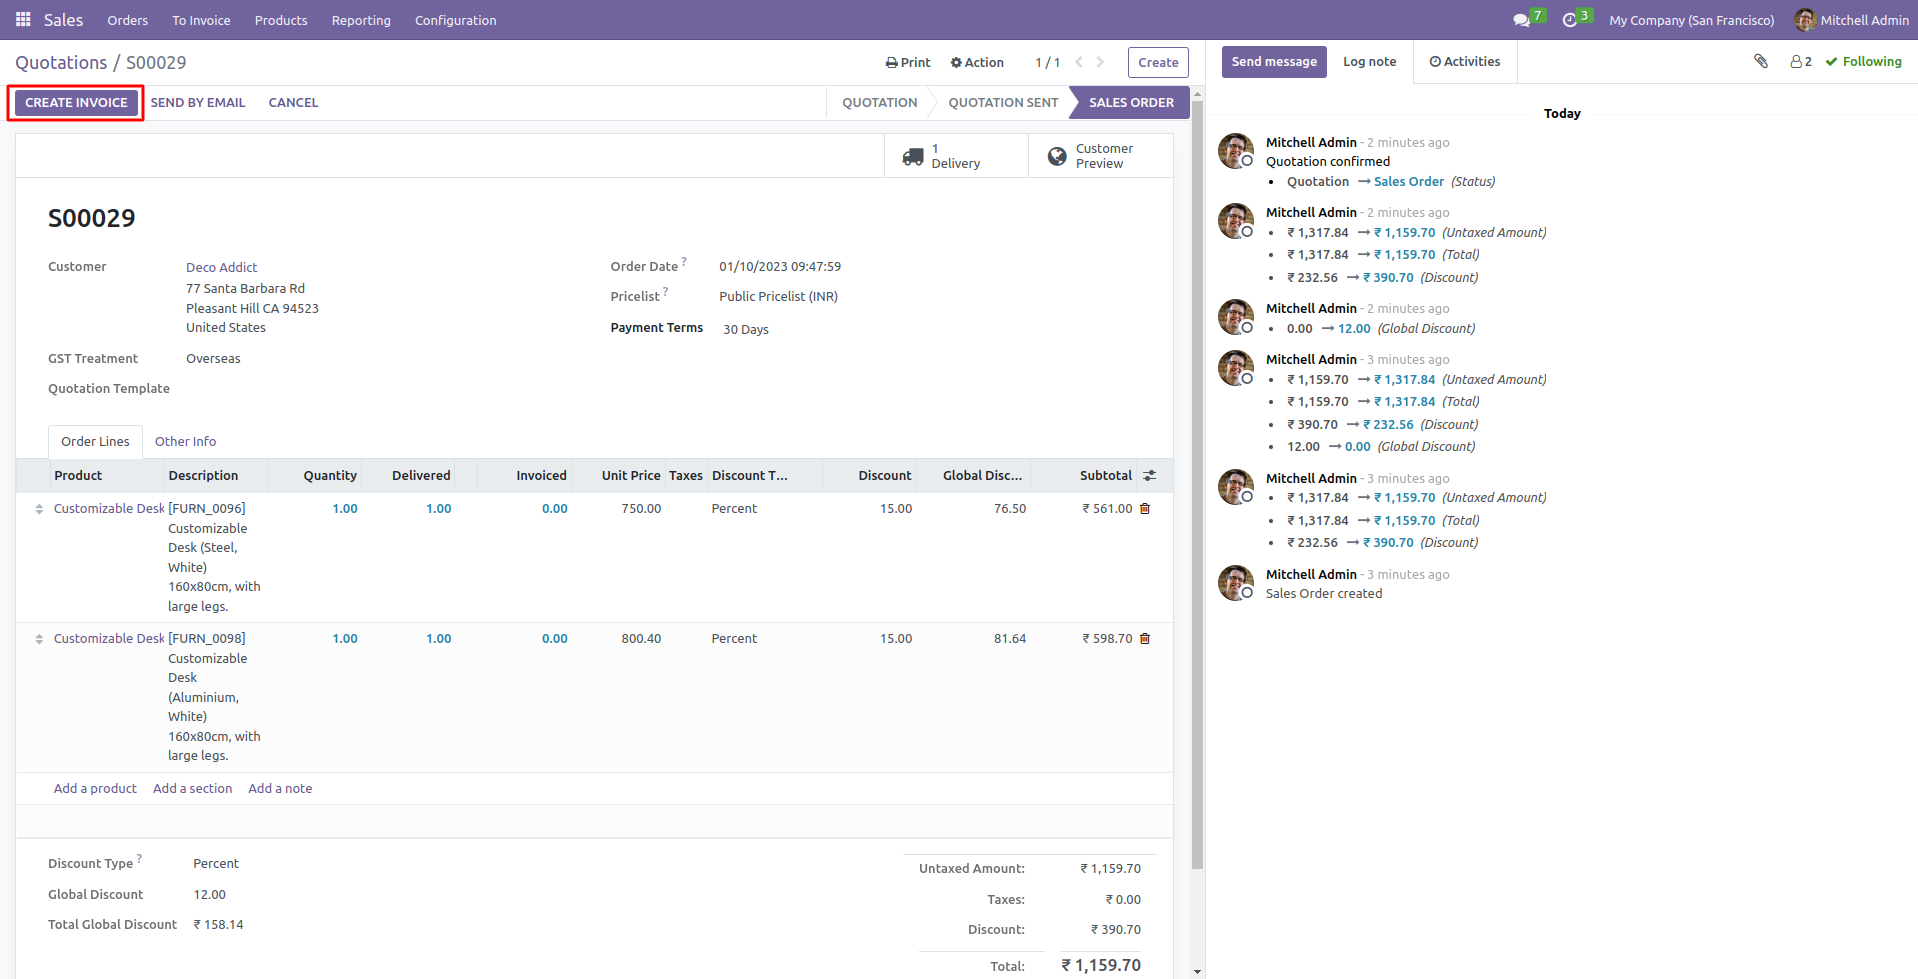 Sales Orders To Invoice Products Reporting Configuration 7 3 My Company (San Francisco) Mitchell Admin
Quotations / S00029
Print Action 1 / 1 Create
CREATE INVOICE SEND BY EMAIL CANCEL
QUOTATION QUOTATION SENT SALES ORDER
1
Delivery
Customer
Preview
S00029
Customer Deco Addict
77 Santa Barbara Rd
Pleasant Hill CA 94523
United States
GST Treatment Overseas
Quotation Template
Order Date ? 01/10/2023 09:47:59
Pricelist ? Public Pricelist (INR)
Payment Terms 30 Days
Order Lines Other Info
Product Description Quantity Delivered Invoiced Unit Price Taxes Discount T... Discount Global Disc... Subtotal
Customizable Desk [FURN_0096] 1.00 1.00 0.00 750.00 Percent 15.00 76.50 ₹ 561.00
Customizable
Desk (Steel,
White)
160x80cm, with
large legs.
Customizable Desk [FURN_0098] 1.00 1.00 0.00 800.40 Percent 15.00 81.64 ₹ 598.70
Customizable
Desk
(Aluminium,
White)
160x80cm, with
large legs.
Add a product Add a section Add a note
Discount Type ? Percent
Global Discount 12.00
Total Global Discount ₹ 158.14
Untaxed Amount: ₹ 1,159.70
Taxes: ₹ 0.00
Discount: ₹ 390.70
Total: ₹ 1,159.70
Send message Log note Activities 2 Following
Today
Mitchell Admin - 2 minutes ago
Quotation confirmed
• Quotation → Sales Order (Status)
Mitchell Admin - 2 minutes ago
• ₹ 1,317.84 → ₹ 1,159.70 (Untaxed Amount)
• ₹ 1,317.84 → ₹ 1,159.70 (Total)
• ₹ 232.56 → ₹ 390.70 (Discount)
Mitchell Admin - 2 minutes ago
• 0.00 → 12.00 (Global Discount)
Mitchell Admin - 3 minutes ago
• ₹ 1,159.70 → ₹ 1,317.84 (Untaxed Amount)
• ₹ 1,159.70 → ₹ 1,317.84 (Total)
• ₹ 390.70 → ₹ 232.56 (Discount)
• 12.00 → 0.00 (Global Discount)
Mitchell Admin - 3 minutes ago
• ₹ 1,317.84 → ₹ 1,159.70 (Untaxed Amount)
• ₹ 1,317.84 → ₹ 1,159.70 (Total)
• ₹ 232.56 → ₹ 390.70 (Discount)
Mitchell Admin - 3 minutes ago
Sales Order created